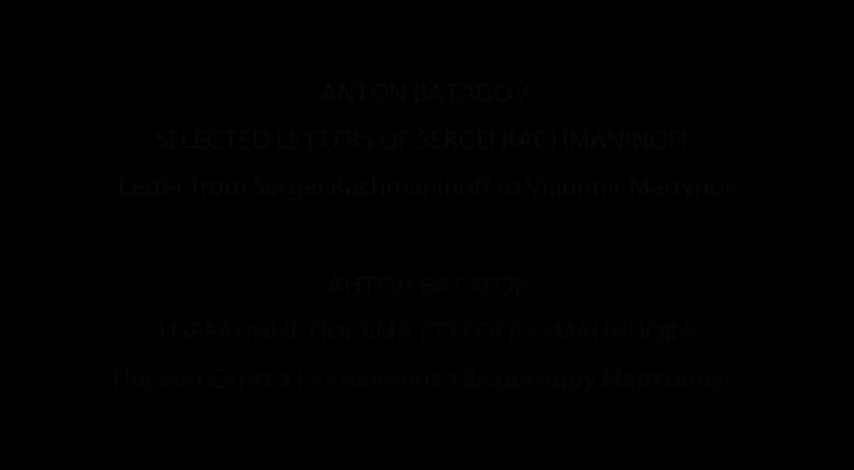 ANTON BATAGOV
SELECTED LETTERS OF SERGEI RACHMANINOFF
Letter from Sergei Rachmaninoff to Vladimir Martynov
АНТОН БАТАГОВ
ИЗБРАННЫЕ ПИСЬМА СЕРГЕЯ РАХМАНИНОВА
Письмо Сергея Рахманинова Владимиру Мартынову